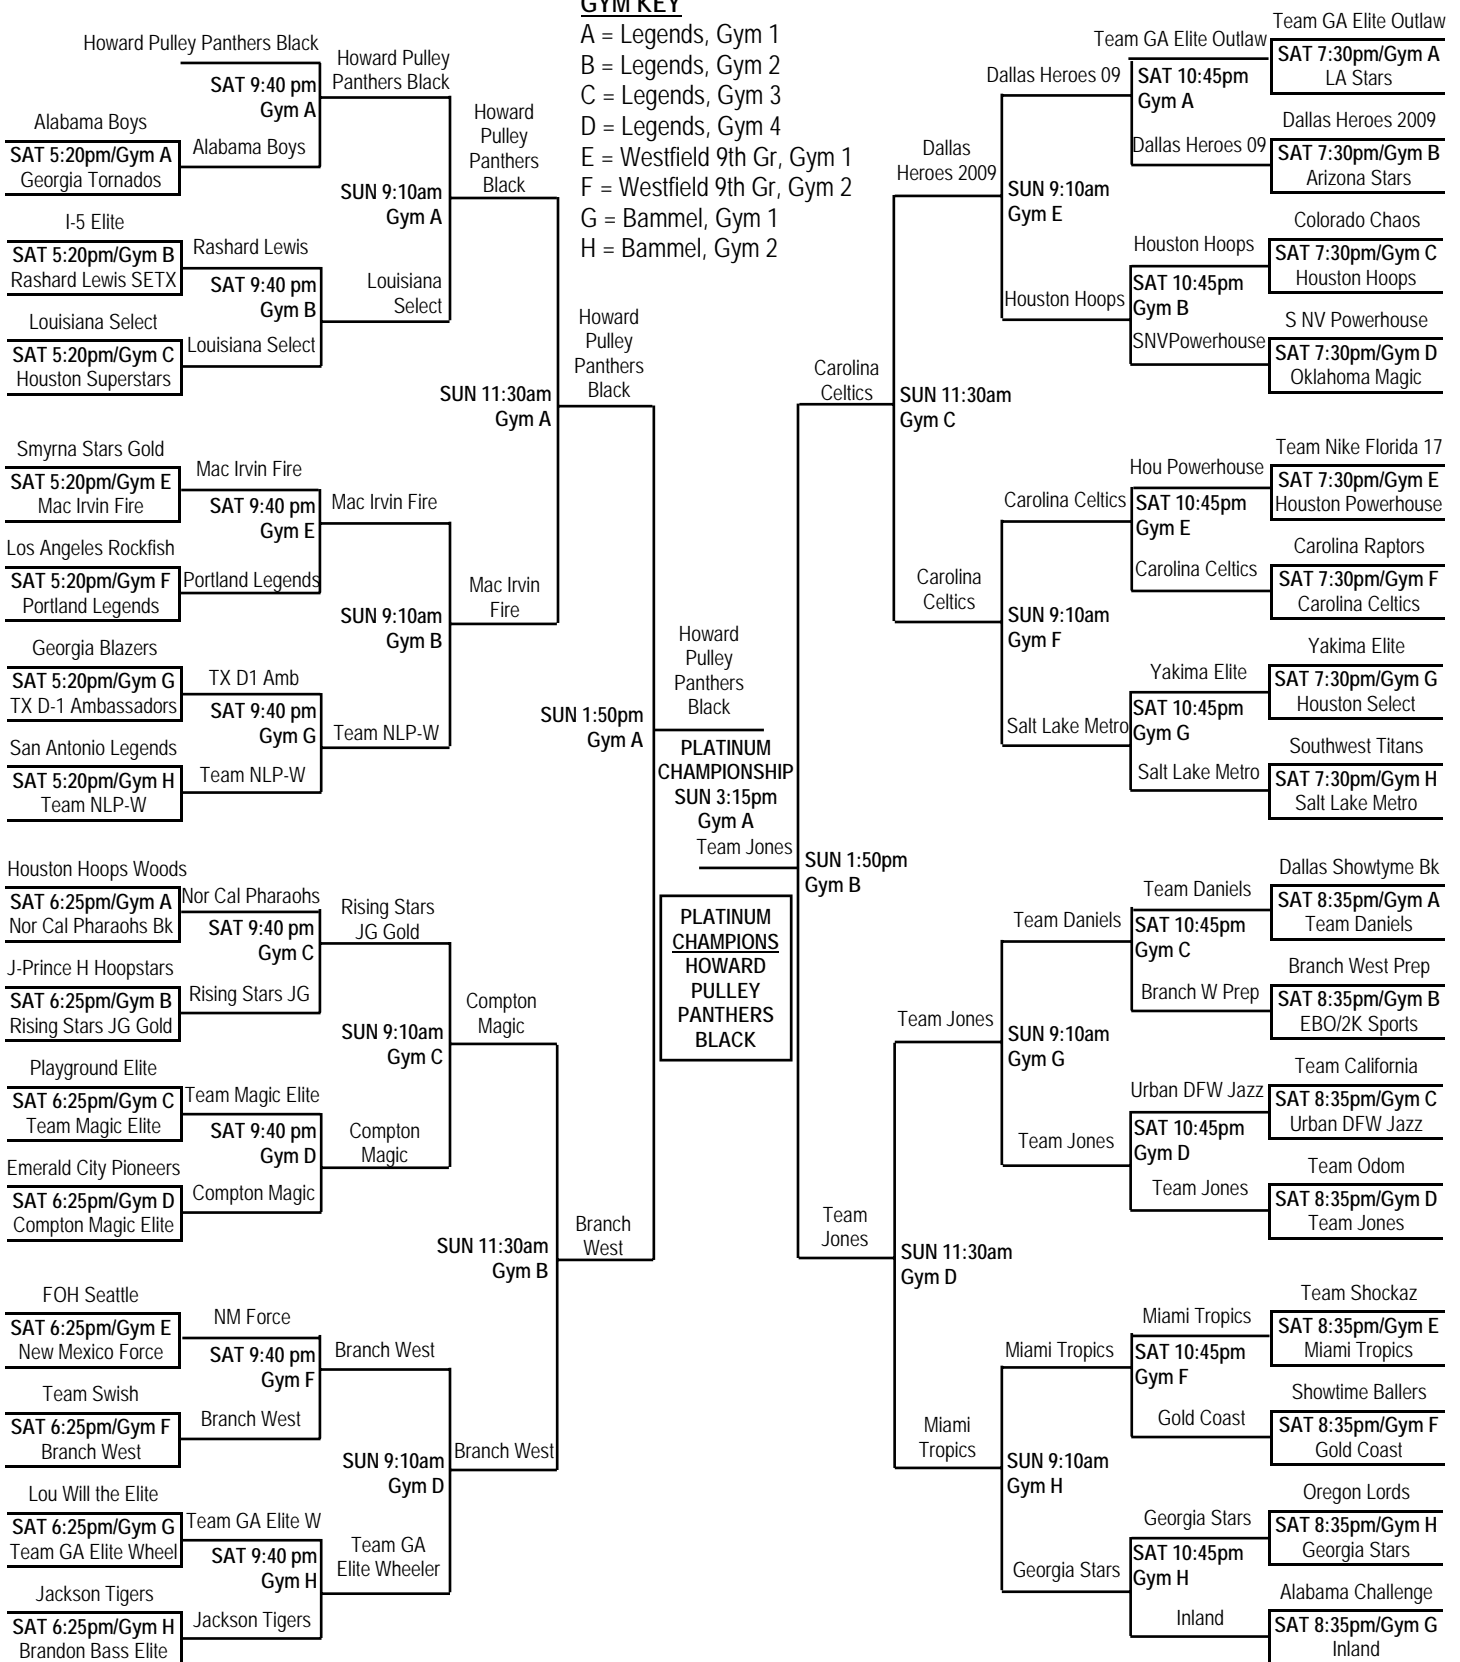 GYM KEY
A = Legends, Gym 1
B = Legends, Gym 2
C = Legends, Gym 3
D = Legends, Gym 4
E = Westfield 9th Gr, Gym 1
F = Westfield 9th Gr, Gym 2
G = Bammel, Gym 1
H = Bammel, Gym 2
Howard Pulley Panthers Black
SAT 9:40 pm
Gym A
Alabama Boys
SAT 5:20pm/Gym A
Georgia Tornados
Alabama Boys
I-5 Elite
SAT 5:20pm/Gym B
Rashard Lewis SETX
Rashard Lewis
SAT 9:40 pm
Gym B
Louisiana Select
SAT 5:20pm/Gym C
Houston Superstars
Louisiana Select
Smyrna Stars Gold
SAT 5:20pm/Gym E
Mac Irvin Fire
Mac Irvin Fire
SAT 9:40 pm
Gym E
Los Angeles Rockfish
SAT 5:20pm/Gym F
Portland Legends
Portland Legends
Georgia Blazers
SAT 5:20pm/Gym G
TX D-1 Ambassadors
TX D1 Amb
SAT 9:40 pm
Gym G
San Antonio Legends
SAT 5:20pm/Gym H
Team NLP-W
Team NLP-W
Houston Hoops Woods
SAT 6:25pm/Gym A
Nor Cal Pharaohs Bk
Nor Cal Pharaohs
SAT 9:40 pm
Gym C
J-Prince H Hoopstars
SAT 6:25pm/Gym B
Rising Stars JG Gold
Rising Stars JG
Playground Elite
SAT 6:25pm/Gym C
Team Magic Elite
Team Magic Elite
SAT 9:40 pm
Gym D
Emerald City Pioneers
SAT 6:25pm/Gym D
Compton Magic Elite
Compton Magic
FOH Seattle
SAT 6:25pm/Gym E
New Mexico Force
NM Force
SAT 9:40 pm
Gym F
Team Swish
SAT 6:25pm/Gym F
Branch West
Branch West
Lou Will the Elite
SAT 6:25pm/Gym G
Team GA Elite Wheel
Team GA Elite W
SAT 9:40 pm
Gym H
Jackson Tigers
SAT 6:25pm/Gym H
Brandon Bass Elite
Jackson Tigers
Howard Pulley
Panthers Black
SUN 9:10am
Gym A
Louisiana
Select
Mac Irvin Fire
SUN 9:10am
Gym B
Team NLP-W
Rising Stars
JG Gold
SUN 9:10am
Gym C
Compton
Magic
Branch West
SUN 9:10am
Gym D
Team GA
Elite Wheeler
Howard
Pulley
Panthers
Black
SUN 11:30am
Gym A
Mac Irvin
Fire
Compton
Magic
SUN 11:30am
Gym B
Branch West
Howard
Pulley
Panthers
Black
SUN 1:50pm
Gym A
Branch
West
Howard
Pulley
Panthers
Black
PLATINUM
CHAMPIONSHIP
SUN 3:15pm
Gym A
Team Jones
PLATINUM
CHAMPIONS
HOWARD
PULLEY
PANTHERS
BLACK
Carolina
Celtics
SUN 1:50pm
Gym B
Team
Jones
Dallas
Heroes 2009
SUN 11:30am
Gym C
Carolina
Celtics
Team Jones
SUN 11:30am
Gym D
Miami
Tropics
Dallas Heroes 09
SUN 9:10am
Gym E
Houston Hoops
Carolina Celtics
SUN 9:10am
Gym F
Salt Lake Metro
Team Daniels
SUN 9:10am
Gym G
Team Jones
Miami Tropics
SUN 9:10am
Gym H
Georgia Stars
Team GA Elite Outlaw
SAT 10:45pm
Gym A
Dallas Heroes 09
Team GA Elite Outlaw
SAT 7:30pm/Gym A
LA Stars
Dallas Heroes 2009
SAT 7:30pm/Gym B
Arizona Stars
Houston Hoops
SAT 10:45pm
Gym B
SNVPowerhouse
Colorado Chaos
SAT 7:30pm/Gym C
Houston Hoops
S NV Powerhouse
SAT 7:30pm/Gym D
Oklahoma Magic
Hou Powerhouse
SAT 10:45pm
Gym E
Carolina Celtics
Team Nike Florida 17
SAT 7:30pm/Gym E
Houston Powerhouse
Carolina Raptors
SAT 7:30pm/Gym F
Carolina Celtics
Yakima Elite
SAT 10:45pm
Gym G
Salt Lake Metro
Yakima Elite
SAT 7:30pm/Gym G
Houston Select
Southwest Titans
SAT 7:30pm/Gym H
Salt Lake Metro
Team Daniels
SAT 10:45pm
Gym C
Branch W Prep
Dallas Showtyme Bk
SAT 8:35pm/Gym A
Team Daniels
Branch West Prep
SAT 8:35pm/Gym B
EBO/2K Sports
Urban DFW Jazz
SAT 10:45pm
Gym D
Team Jones
Team California
SAT 8:35pm/Gym C
Urban DFW Jazz
Team Odom
SAT 8:35pm/Gym D
Team Jones
Miami Tropics
SAT 10:45pm
Gym F
Gold Coast
Team Shockaz
SAT 8:35pm/Gym E
Miami Tropics
Showtime Ballers
SAT 8:35pm/Gym F
Gold Coast
Georgia Stars
SAT 10:45pm
Gym H
Inland
Oregon Lords
SAT 8:35pm/Gym H
Georgia Stars
Alabama Challenge
SAT 8:35pm/Gym G
Inland